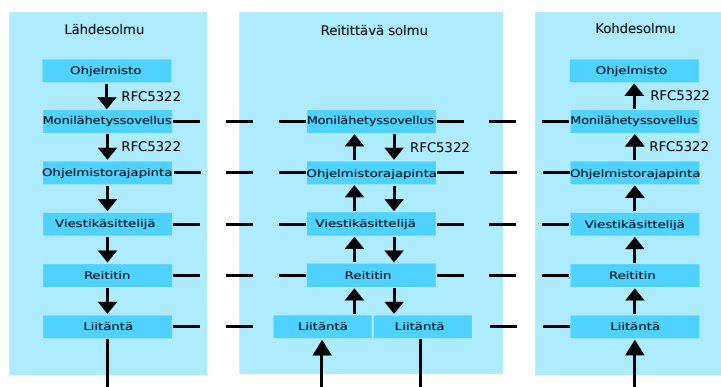 Lähdesolmu
Ohjelmisto
RFC5322
Monilähetyssovellus
RFC5322
Ohjelmistorajapinta
Viestikäsittelijä
Reititin
Liitäntä
Reitittävä solmu
Monilähetyssovellus
RFC5322
Ohjelmistorajapinta
Viestikäsittelijä
Reititin
Liitäntä
Liitäntä
Kohdesolmu
Ohjelmisto
RFC5322
Monilähetyssovellus
RFC5322
Ohjelmistorajapinta
Viestikäsittelijä
Reititin
Liitäntä